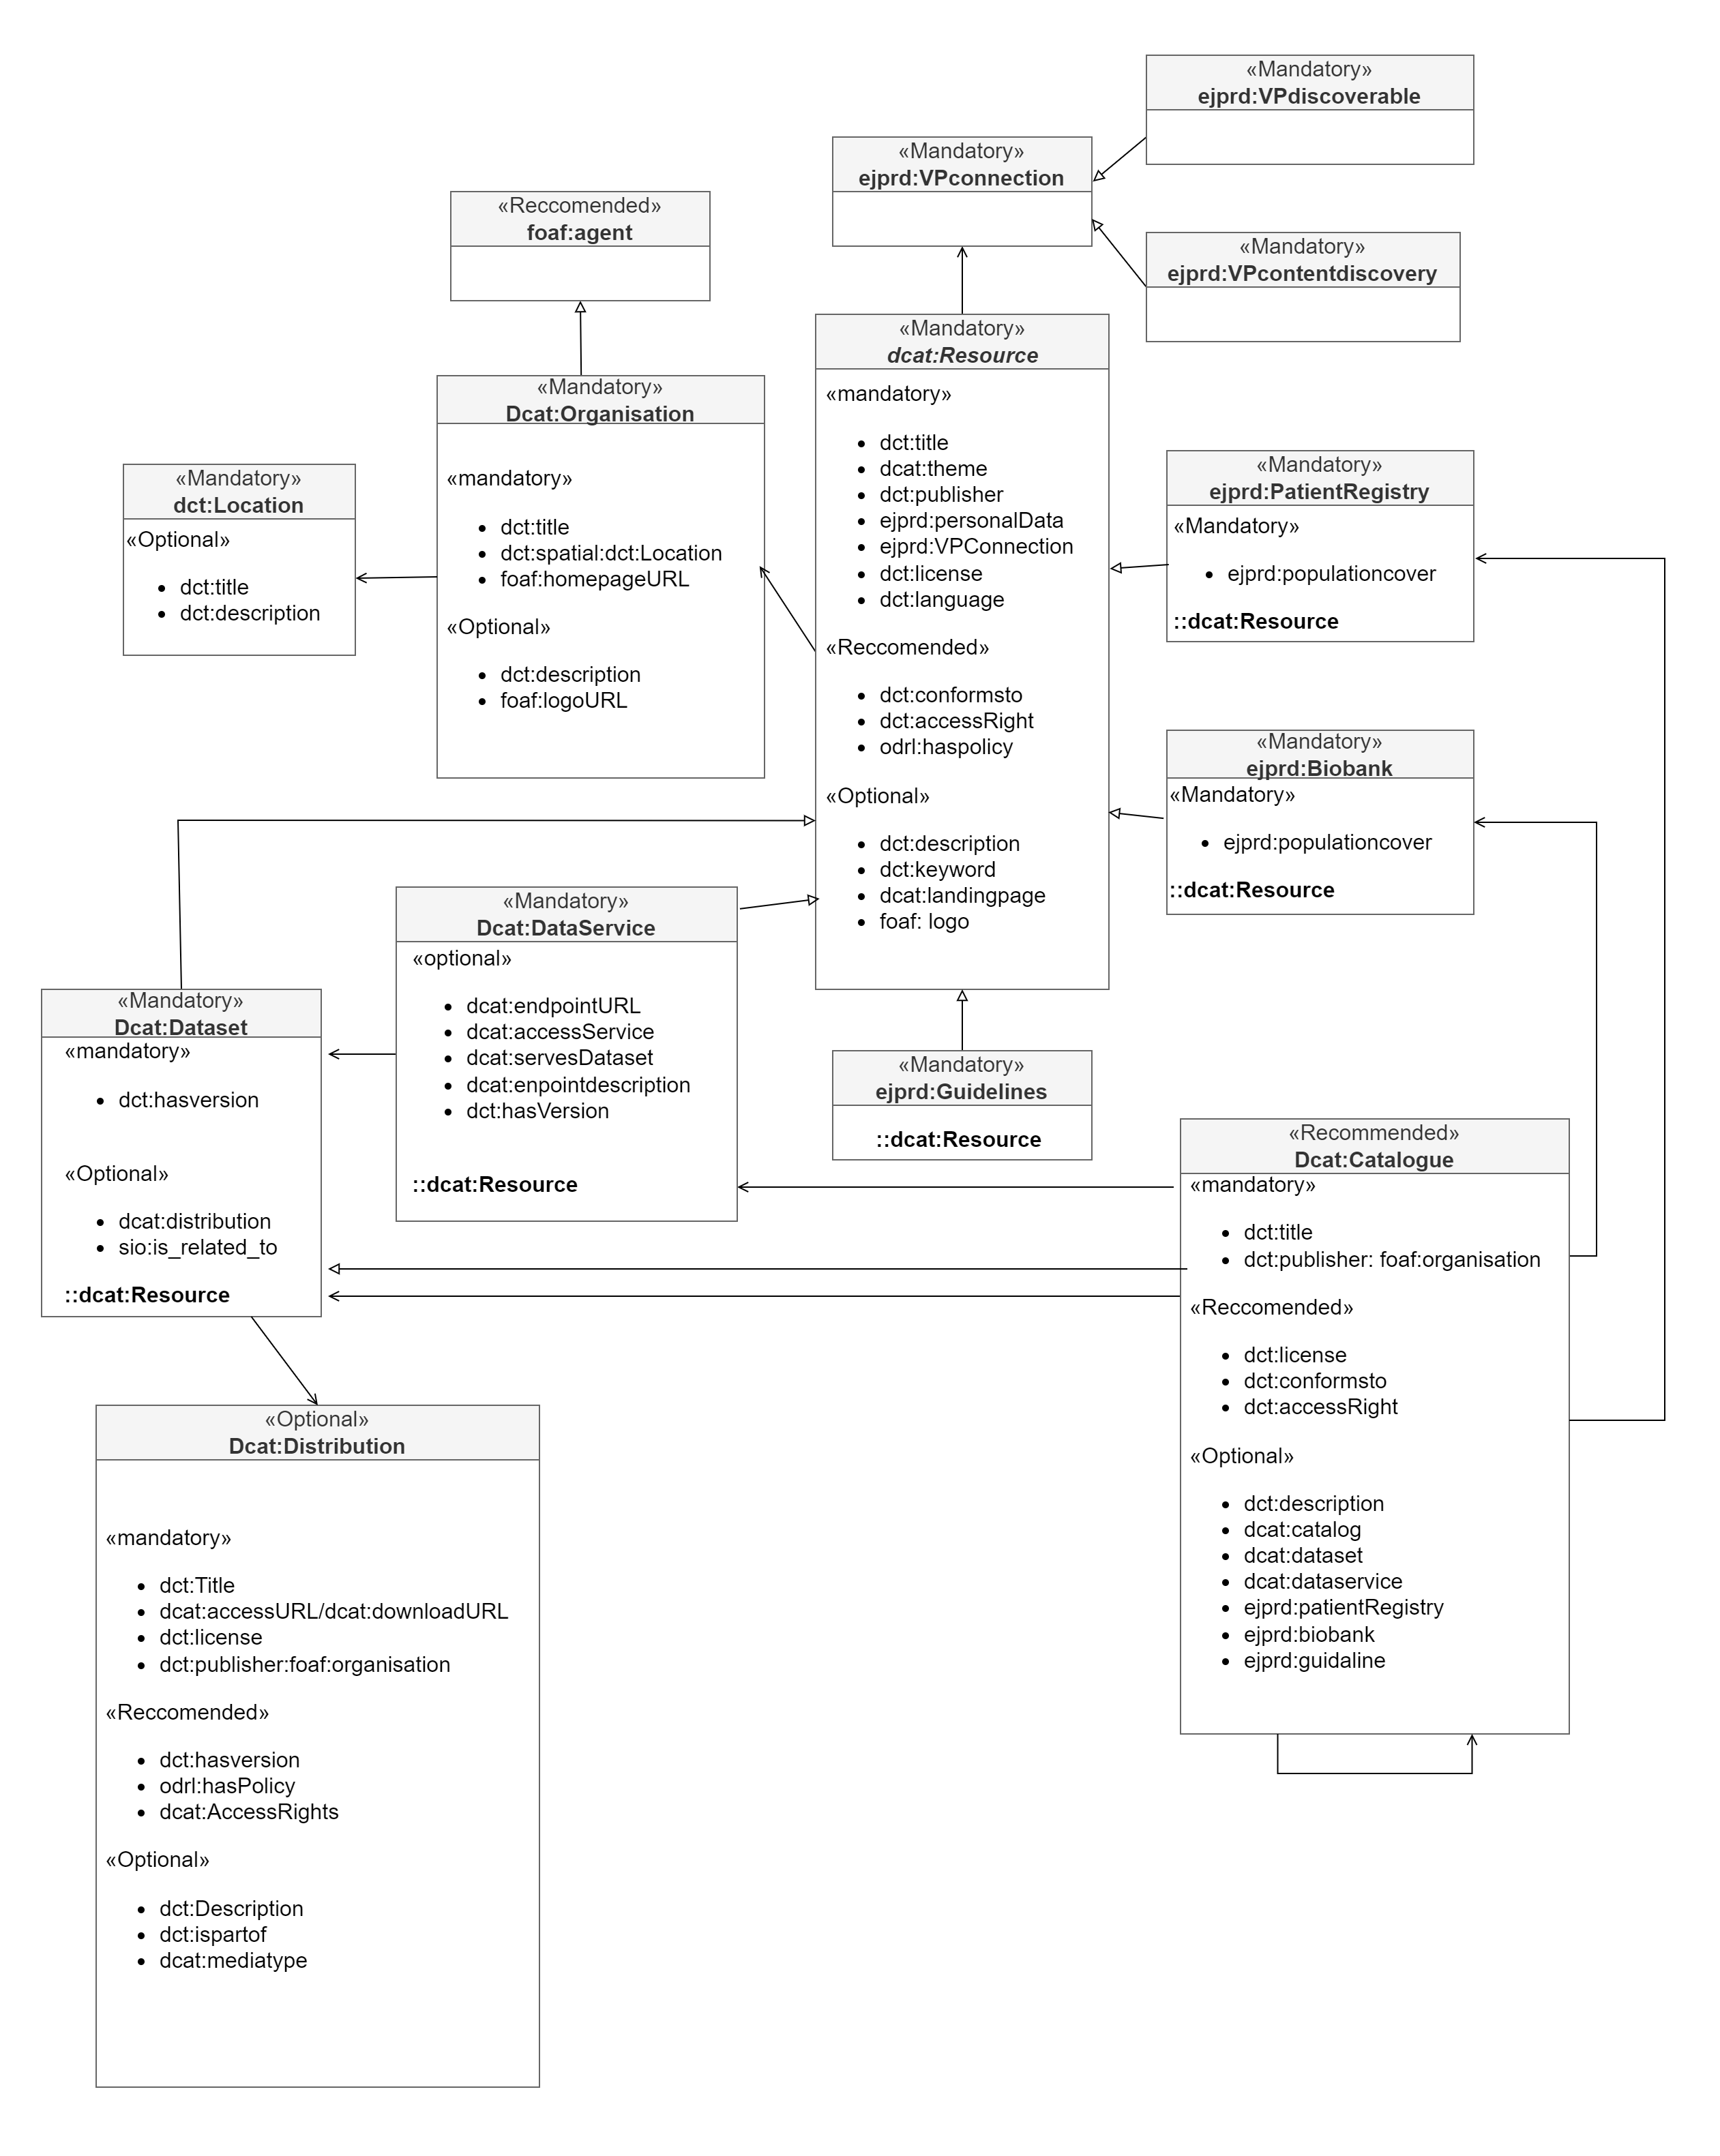 «Mandatory»
ejprd:VPdiscoverable
«Mandatory»
ejprd:VPconnection
«Reccomended»
foaf:agent
«Mandatory»
ejprd:VPcontentdiscovery
«Mandatory»
dcat:Resource
«mandatory»
dct:title
dcat:theme
dct:publisher
ejprd:personalData
ejprd:VPConnection
dct:license
dct:language
«Reccomended»
dct:conformsto
dct:accessRight
odrl:haspolicy
«Optional»
dct:description
dct:keyword
dcat:landingpage
foaf: logo
«Mandatory»
Dcat:Organisation
«mandatory»
dct:title
dct:spatial:dct:Location
foaf:homepageURL
«Optional»
dct:description
foaf:logoURL
«Mandatory»
dct:Location
«Optional»
dct:title
dct:description
«Mandatory»
ejprd:PatientRegistry
«Mandatory»
ejprd:populationcover
::dcat:Resource
«Mandatory»
ejprd:Biobank
«Mandatory»
ejprd:populationcover
::dcat:Resource
«Mandatory»
Dcat:DataService
«optional»
dcat:endpointURL
dcat:accessService
dcat:servesDataset
dcat:enpointdescription
dct:hasVersion
::dcat:Resource
«Mandatory»
Dcat:Dataset
«mandatory»
dct:hasversion
«Optional»
dcat:distribution
sio:is_related_to
::dcat:Resource
«Mandatory»
ejprd:Guidelines
::dcat:Resource
«Recommended»
Dcat:Catalogue
«mandatory»
dct:title
dct:publisher: foaf:organisation
«Reccomended»
dct:license
dct:conformsto
dct:accessRight
«Optional»
dct:description
dcat:catalog
dcat:dataset
dcat:dataservice
ejprd:patientRegistry
ejprd:biobank
ejprd:guidaline
«Optional»
Dcat:Distribution
«mandatory»
dct:Title
dcat:accessURL/dcat:downloadURL
dct:license
dct:publisher:foaf:organisation
«Reccomended»
dct:hasversion
odrl:hasPolicy
dcat:AccessRights
«Optional»
dct:Description
dct:ispartof
dcat:mediatype